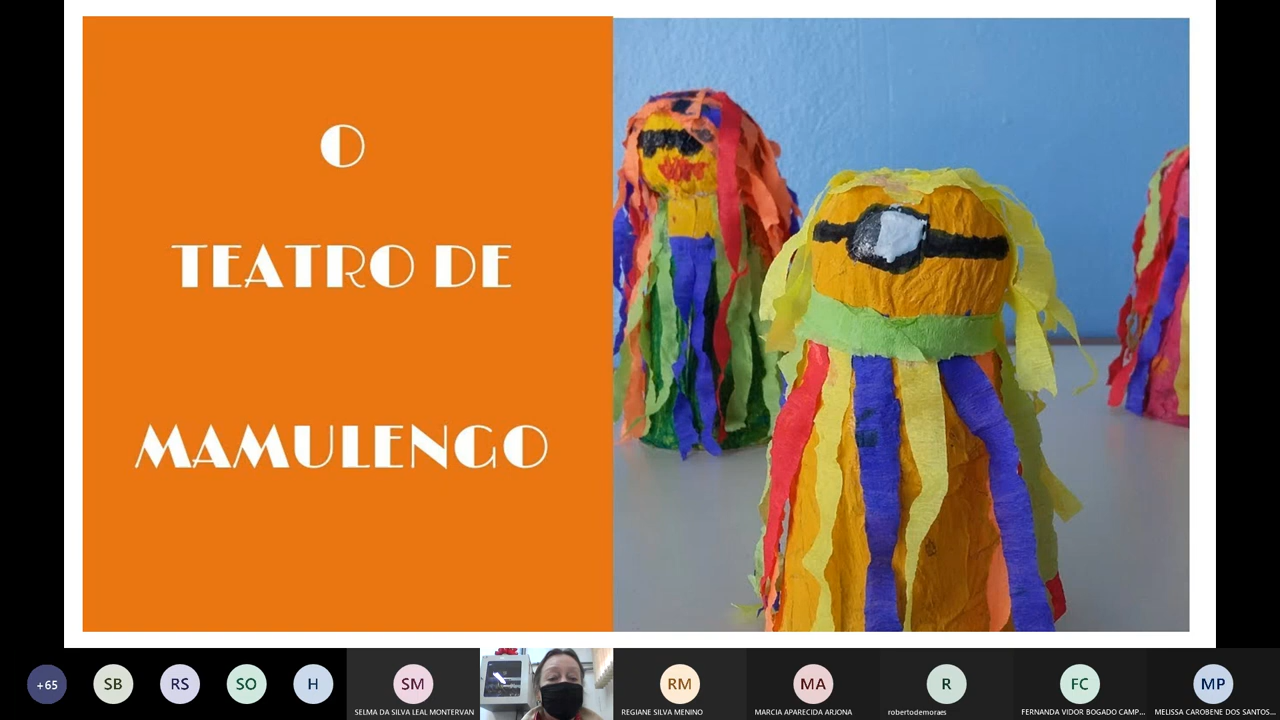 O
TEATRO DE
MAMULENGO
+65
SB
RS
SO
H
SM
RM
MA
R
FC
MP
SELMA DA SILVA LEAL MONTERVAN
REGIANE SILVA MENINO
MARCIA APARECIDA ARJONA
robertodemoraes
FERNANDA VIDOR BOGADO CAMP...
MELISSA CAROBENE DOS SANTOS...